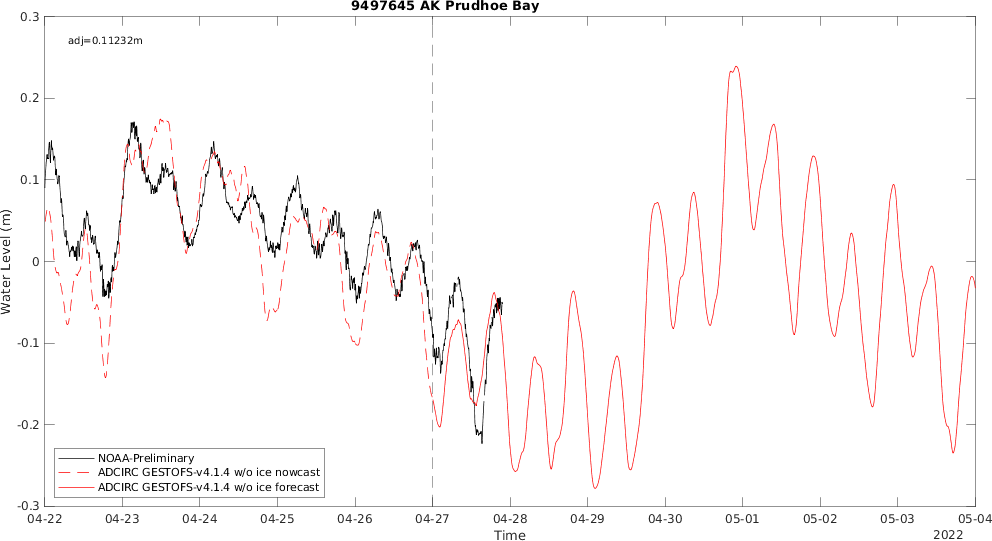 9497645 AK Prudhoe Bay
adj=0.11232m
0.3
0.2
0.1
0
-0.1
-0.2
-0.3
Water Level (m)
NOAA-Preliminary
ADCIRC GESTOFS-v4.1.4 w/o ice nowcast
ADCIRC GESTOFS-v4.1.4 w/o ice forecast
04-22 04-23 04-24 04-25 04-26 04-27 04-28 04-29 04-30 05-01 05-02 05-03 05-04
Time
2022